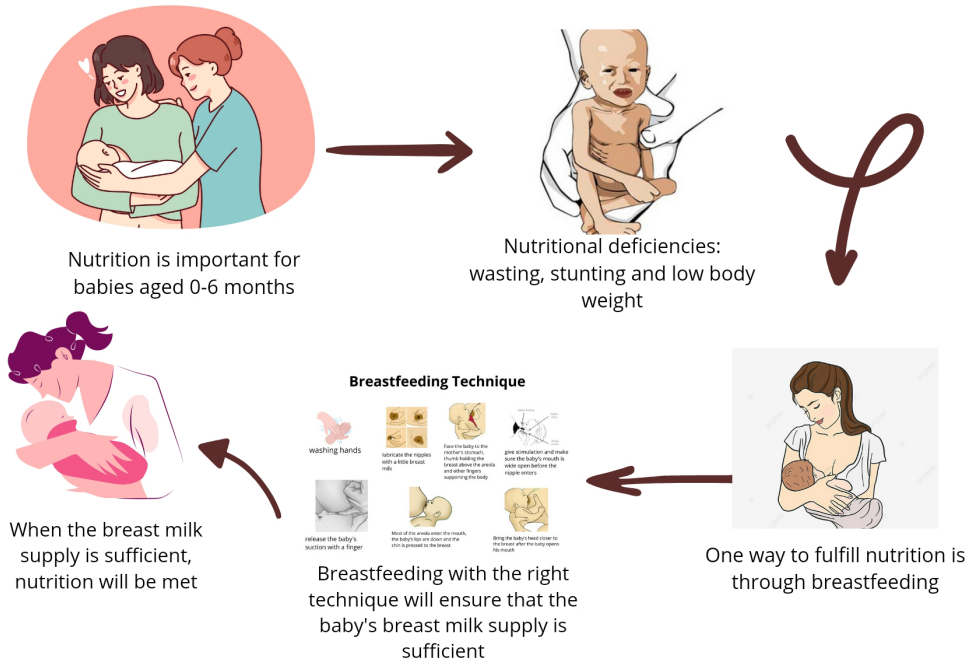 Nutrition is important for
babies aged 0-6 months
Nutritional deficiencies:
wasting, stunting and low body
weight
One way to fulfill nutrition is
through breastfeeding
Breastfeeding Technique
washing hands
lubricate the nipples
with a little breast
milk
Face the baby to the
mother's stomach,
thumb holding the
breast above the areola
and other fingers
supporting the body
give stimulation and make
sure the baby's mouth is
wide open before the
nipple enters
release the baby's
suction with a finger
Most of the areola enter the mouth,
the baby's lips are down and the
chin is pressed to the breast
Bring the baby's head closer to
the breast after the baby opens
his mouth
Breastfeeding with the right
technique will ensure that the
baby's breast milk supply is
sufficient
When the breast milk
supply is sufficient,
nutrition will be met